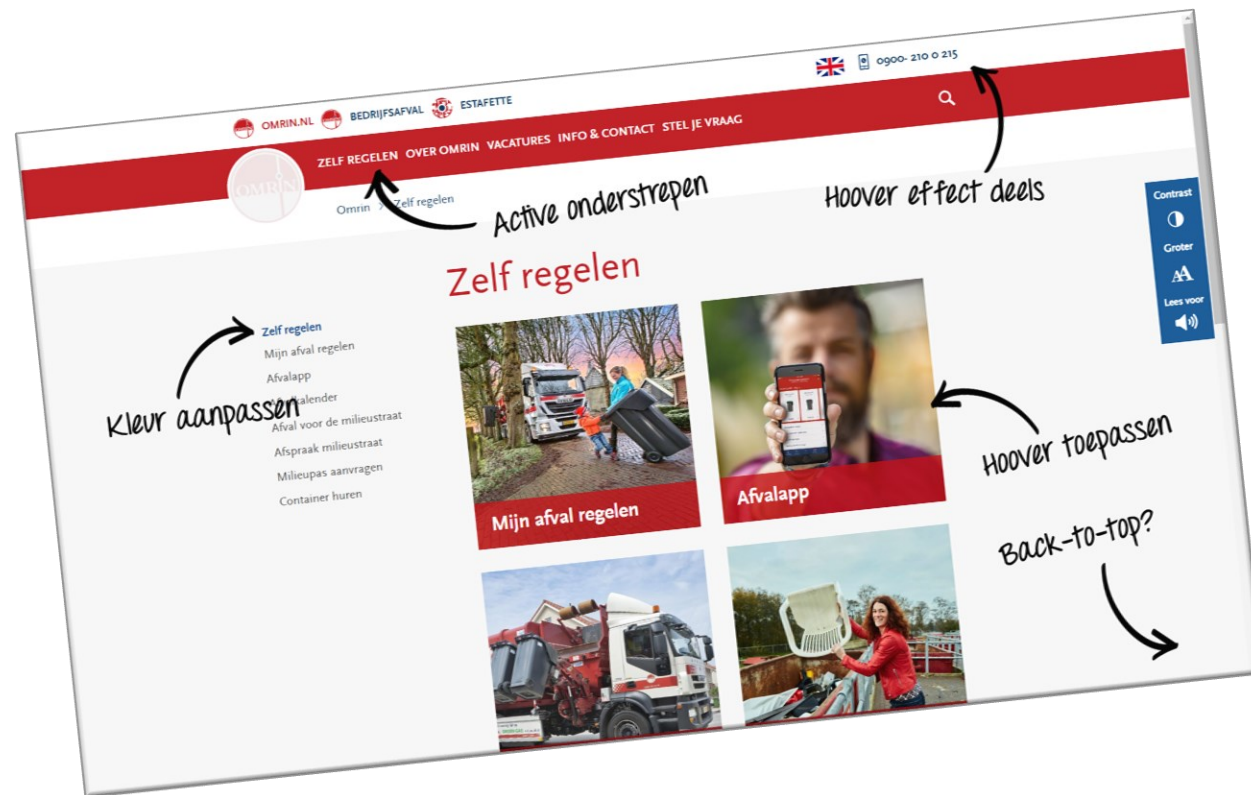 OMRIN.NL BEDRIJFSAFVAL ESTAFETTE
0900- 210 0 215
OMRIN
ZELF REGELEN OVER OMRIN VACATURES INFO & CONTACT STEL JE VRAAG
Omrin > Zelf regelen
Active onderstrepen
Hoover effect deels
Contrast
Groter
AA
Lees voor
Zelf regelen
Kleur aanpassen
Zelf regelen
Mijn afval regelen
Afvalapp
Afvalkalender
Afval voor de milieustraat
Afspraak milieustraat
Milieupas aanvragen
Container huren
Mijn afval regelen
Afvalapp
Hoover toepassen
Back-to-top?